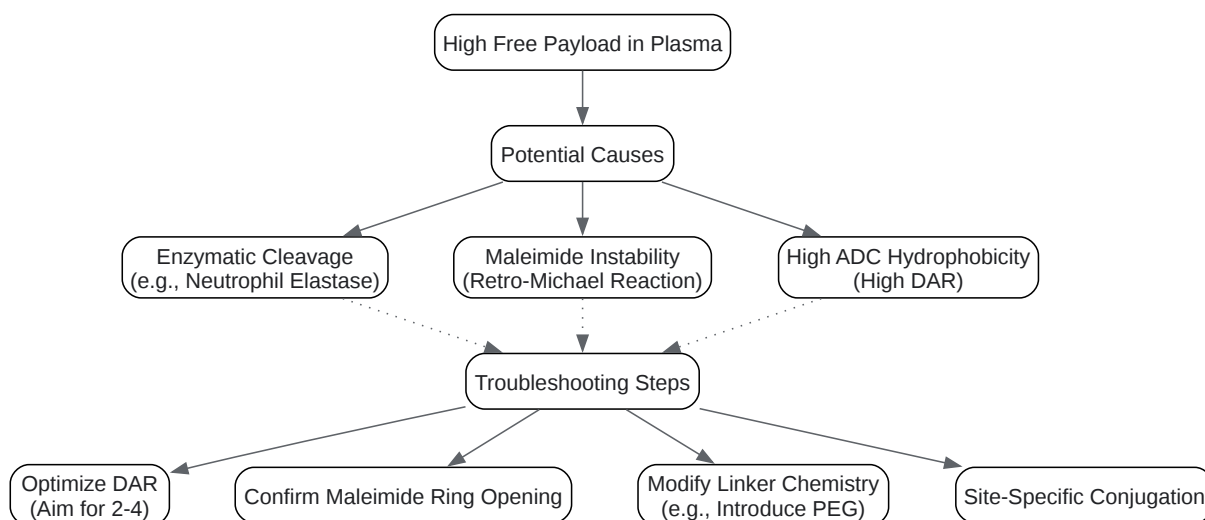 High Free Payload in Plasma
Potential Causes
Enzymatic Cleavage
(e.g., Neutrophil Elastase)
Maleimide Instability
(Retro-Michael Reaction)
High ADC Hydrophobicity
(High DAR)
Troubleshooting Steps
Optimize DAR
(Aim for 2-4)
Confirm Maleimide Ring Opening
Modify Linker Chemistry
(e.g., Introduce PEG)
Site-Specific Conjugation